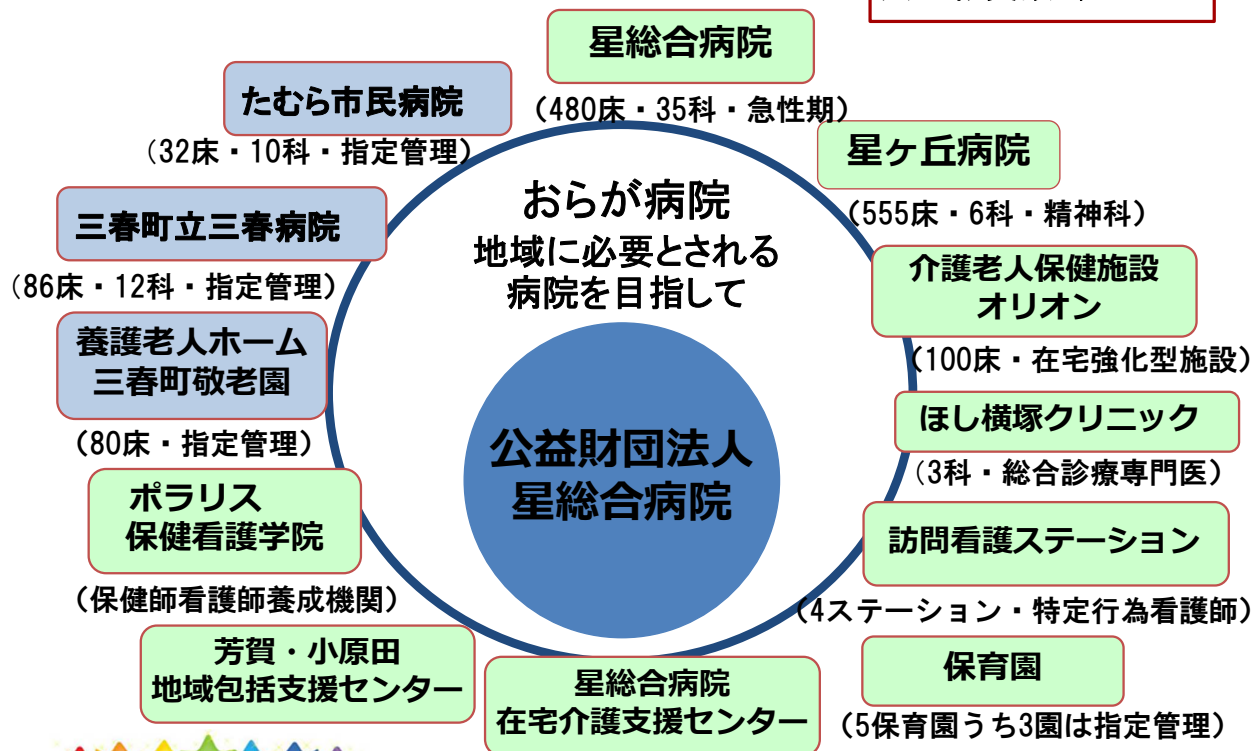 星総合病院
(480床・35科・急性期)
たむら市民病院
(32床・10科・指定管理)
星ヶ丘病院
(555床・6科・精神科)
おらが病院
地域に必要とされる
病院を目指して
三春町立三春病院
(86床・12科・指定管理)
介護老人保健施設
オリオン
(100床・在宅強化型施設)
養護老人ホーム
三春町敬老園
(80床・指定管理)
ほし横塚クリニック
(3科・総合診療専門医)
公益財団法人
星総合病院
ポラリス
保健看護学院
(保健師看護師養成機関)
訪問看護ステーション
(4ステーション・特定行為看護師)
芳賀・小原田
地域包括支援センター
星総合病院
在宅介護支援センター
保育園
(5保育園うち3園は指定管理)